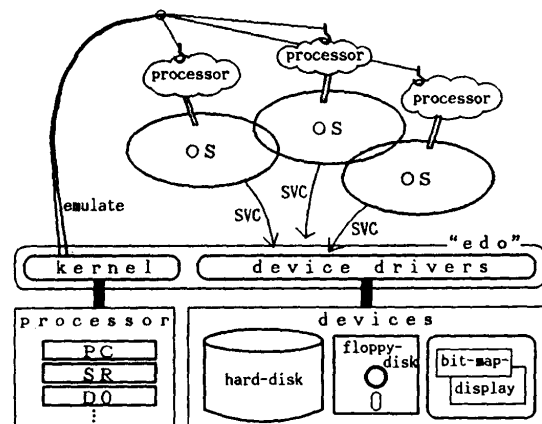 processor
processor
processor
OS
OS
OS
emulate
SVC
SVC
SVC
"edo"
kernel
device drivers
processor
PC
SR
D0
⋮
devices
hard-disk
floppy-
disk
bit-map-
display